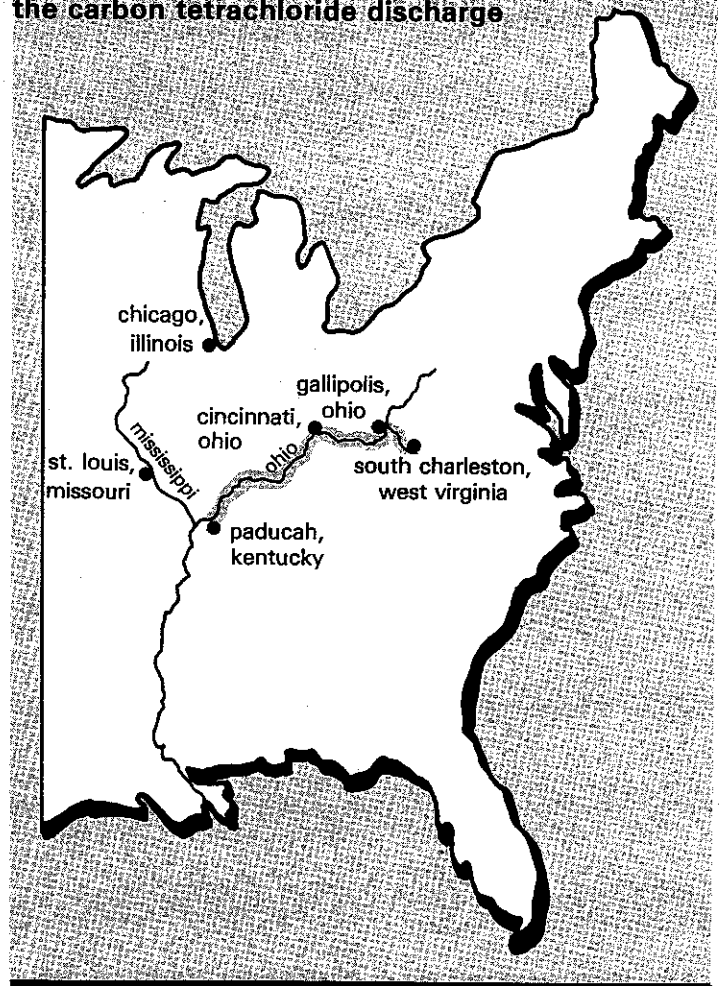 the carbon tetrachloride discharge
chicago,
illinois
gallipolis,
ohio
cincinnati,
ohio
ohio
mississippi
st. louis,
missouri
south charleston,
west virginia
paducah,
kentucky